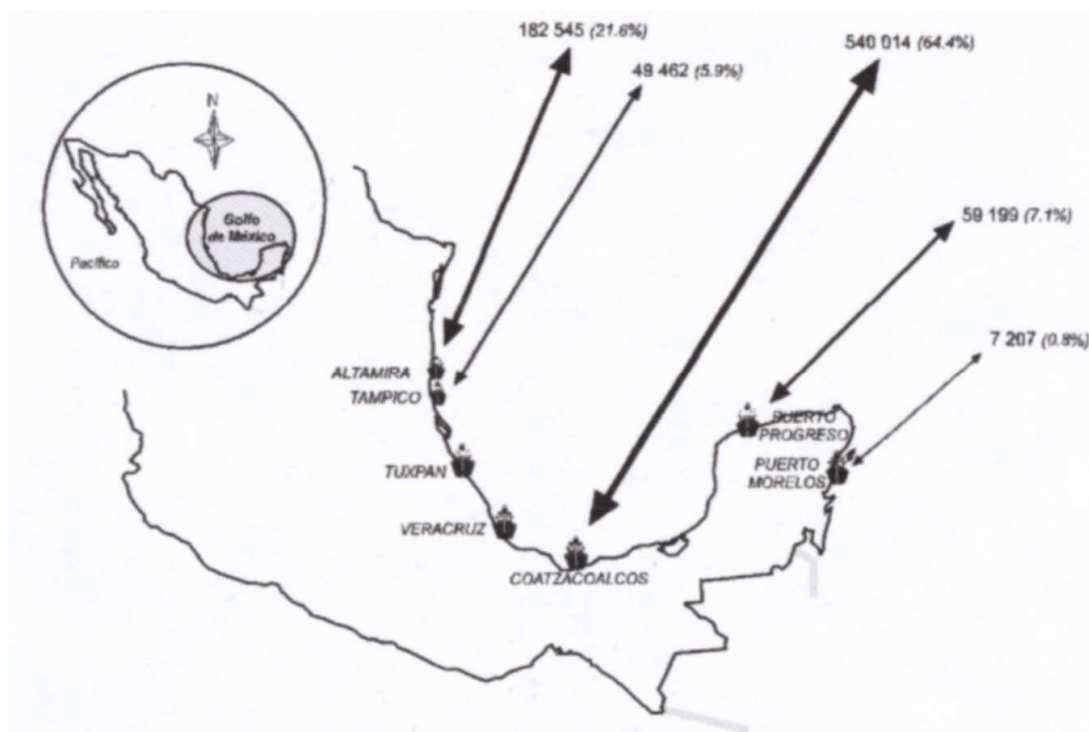 182 545 (21.6%)
540 014 (64.4%)
49 462 (5.9%)
N
Golfo
de México
Pacífico
59 199 (7.1%)
7 207 (0.8%)
ALTAMIRA
TAMPICO
PUERTO
PROGRESO
TUXPAN
PUERTO
MORELOS
VERACRUZ
COATZACOALCOS